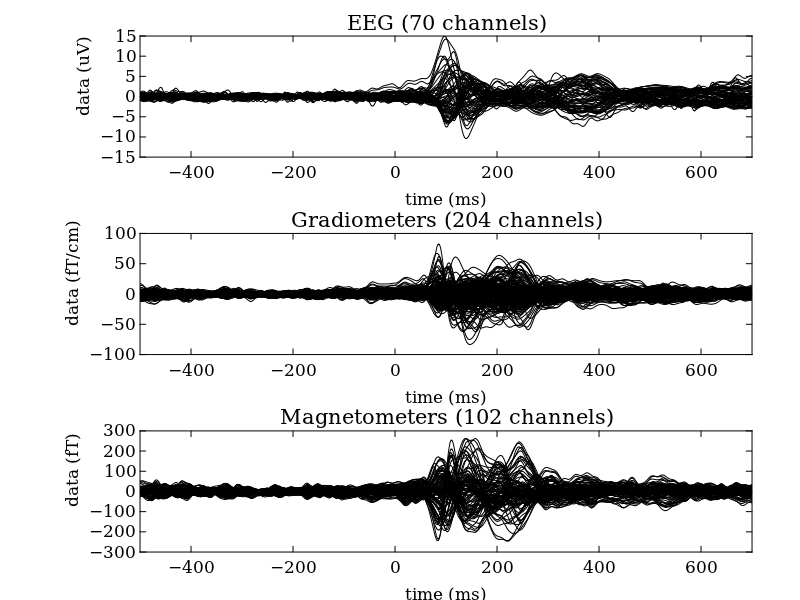 EEG (70 channels)
data (uV)
15
10
5
0
−5
−10
−15
−400 −200 0 200 400 600
time (ms)
Gradiometers (204 channels)
data (fT/cm)
100
50
0
−50
−100
−400 −200 0 200 400 600
time (ms)
Magnetometers (102 channels)
data (fT)
300
200
100
0
−100
−200
−300
−400 −200 0 200 400 600
time (ms)